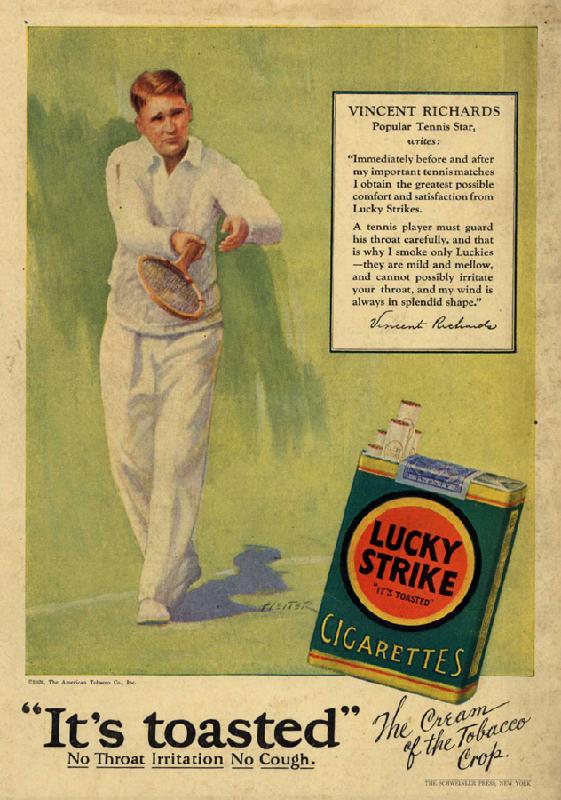 VINCENT RICHARDS
Popular Tennis Star,
writes:
"Immediately before and after
my important tennis matches
I obtain the greatest possible
comfort and satisfaction from
Lucky Strikes.
A tennis player must guard
his throat carefully, and that
is why I smoke only Luckies
—they are mild and mellow,
and cannot possibly irritate
your throat, and my wind is
always in splendid shape."
Vincent Richards
LUCKY
STRIKE
"IT'S TOASTED"
CIGARETTES
The American Tobacco Co., Inc.
"It's toasted"
No Throat Irritation No Cough.
The Cream
of the Tobacco
Crop.
THE SCHWEINLER PRESS, NEW YORK